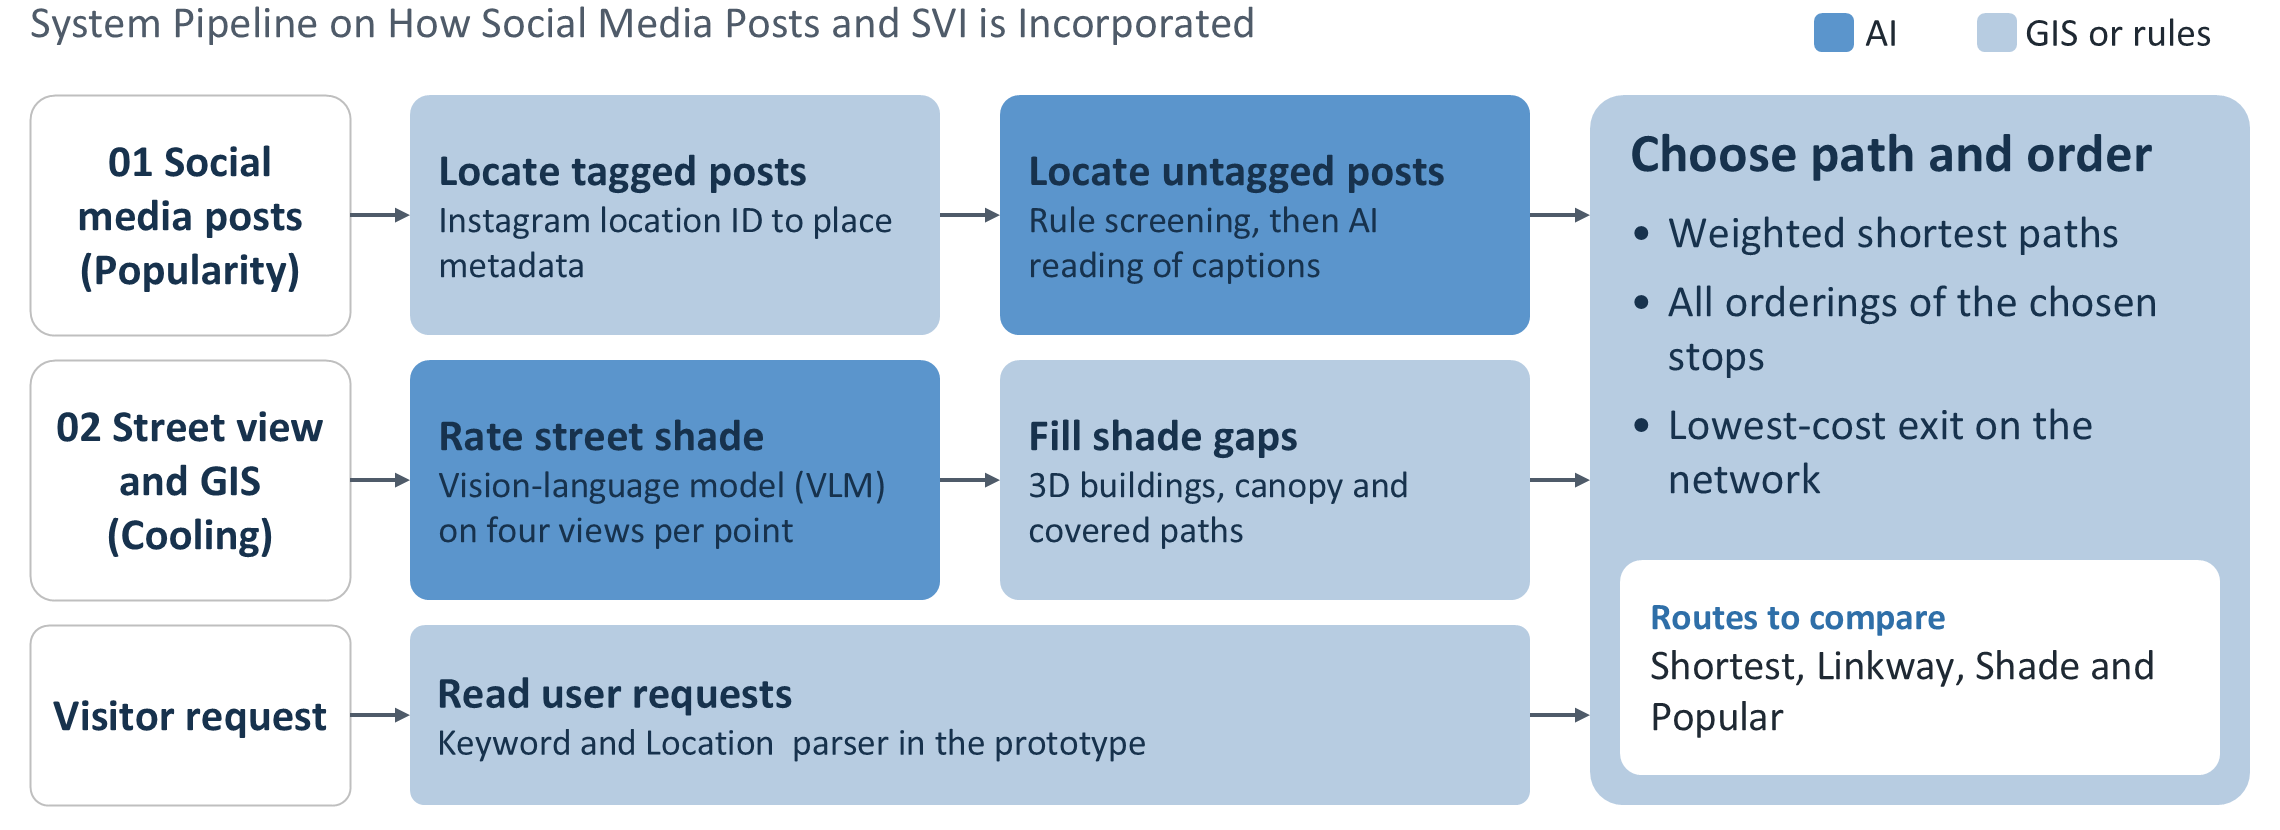 System Pipeline on How Social Media Posts and SVI is Incorporated
AI
GIS or rules
01 Social
media posts
(Popularity)
Locate tagged posts
Instagram location ID to place
metadata
Locate untagged posts
Rule screening, then AI
reading of captions
02 Street view
and GIS
(Cooling)
Rate street shade
Vision-language model (VLM)
on four views per point
Fill shade gaps
3D buildings, canopy and
covered paths
Visitor request
Read user requests
Keyword and Location  parser in the prototype
Choose path and order
• Weighted shortest paths
• All orderings of the chosen
stops
• Lowest-cost exit on the
network
Routes to compare
Shortest, Linkway, Shade and
Popular